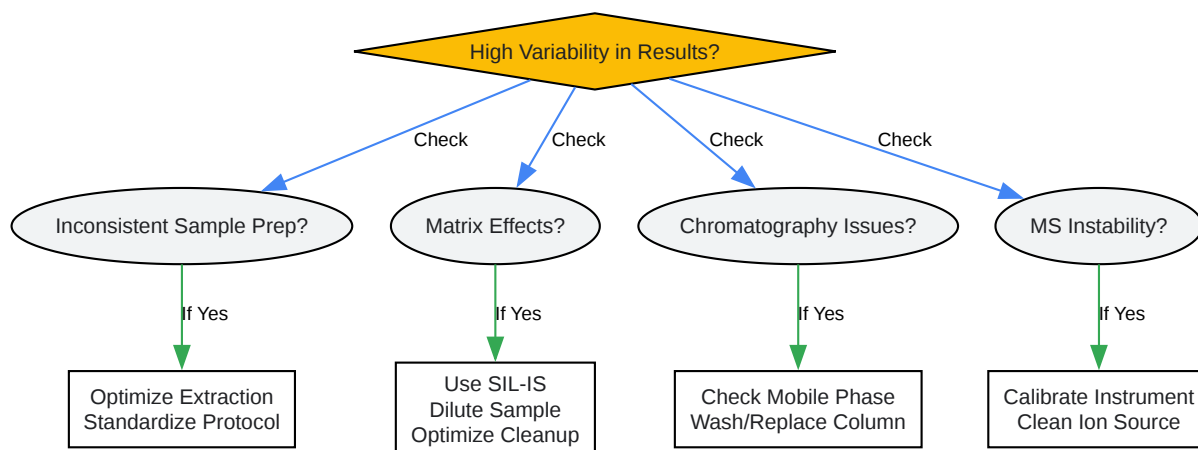 High Variability in Results?
Check
Check
Check
Check
Inconsistent Sample Prep?
Matrix Effects?
Chromatography Issues?
MS Instability?
If Yes
If Yes
If Yes
If Yes
Optimize Extraction
Standardize Protocol
Use SIL-IS
Dilute Sample
Optimize Cleanup
Check Mobile Phase
Wash/Replace Column
Calibrate Instrument
Clean Ion Source